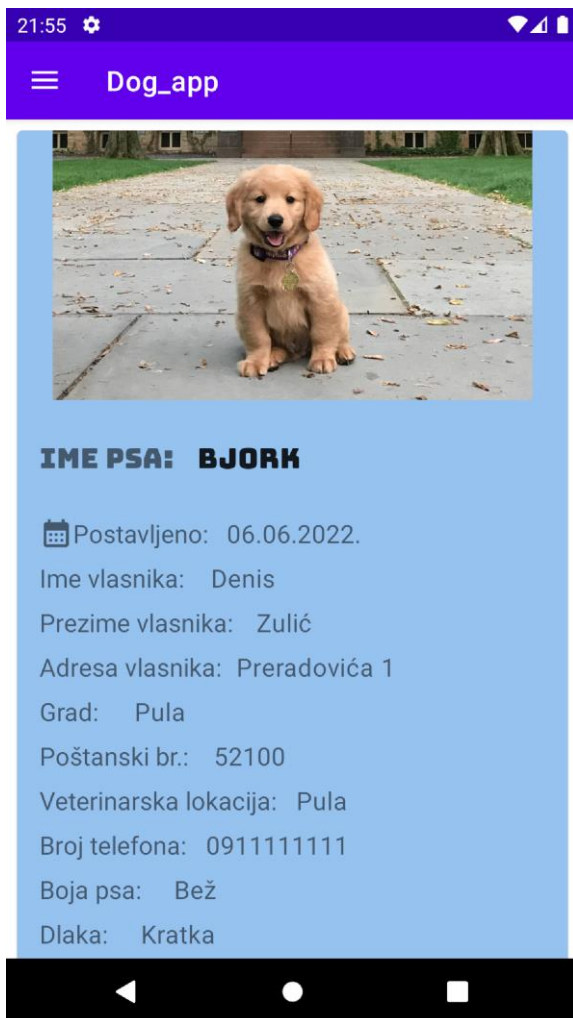 21:55
Dog_app
IME PSA: BJORK
Postavljeno: 06.06.2022.
Ime vlasnika: Denis
Prezime vlasnika: Zulić
Adresa vlasnika: Preradovića 1
Grad: Pula
Poštanski br.: 52100
Veterinarska lokacija: Pula
Broj telefona: 0911111111
Boja psa: Bež
Dlaka: Kratka